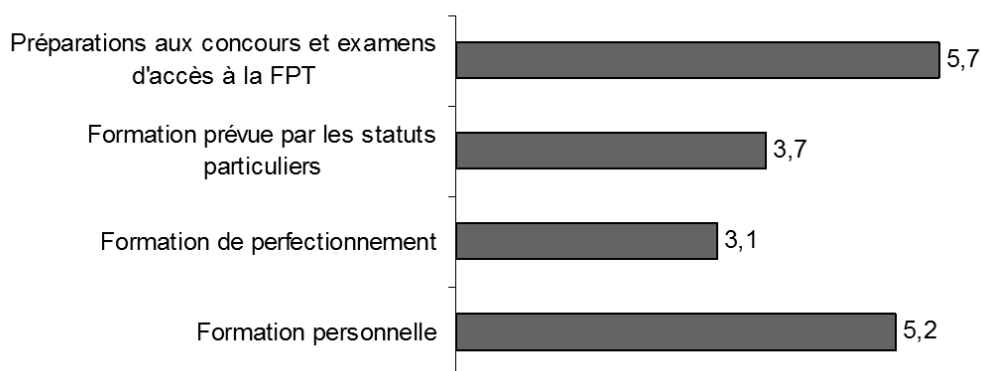 Préparations aux concours et examens
d'accès à la FPT
5,7
Formation prévue par les statuts
particuliers
3,7
Formation de perfectionnement
3,1
Formation personnelle
5,2